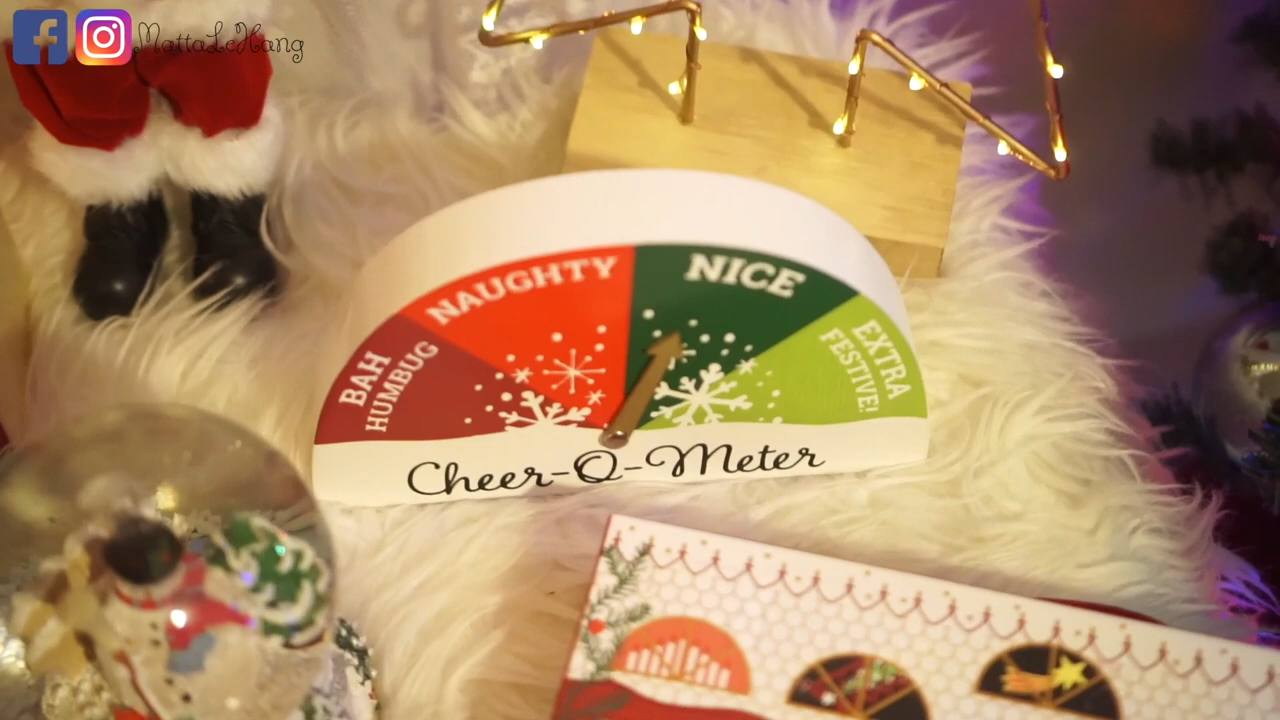 MattaLeHang
BAH
HUMBUG
NAUGHTY
NICE
EXTRA
FESTIVE!
Cheer-O-Meter